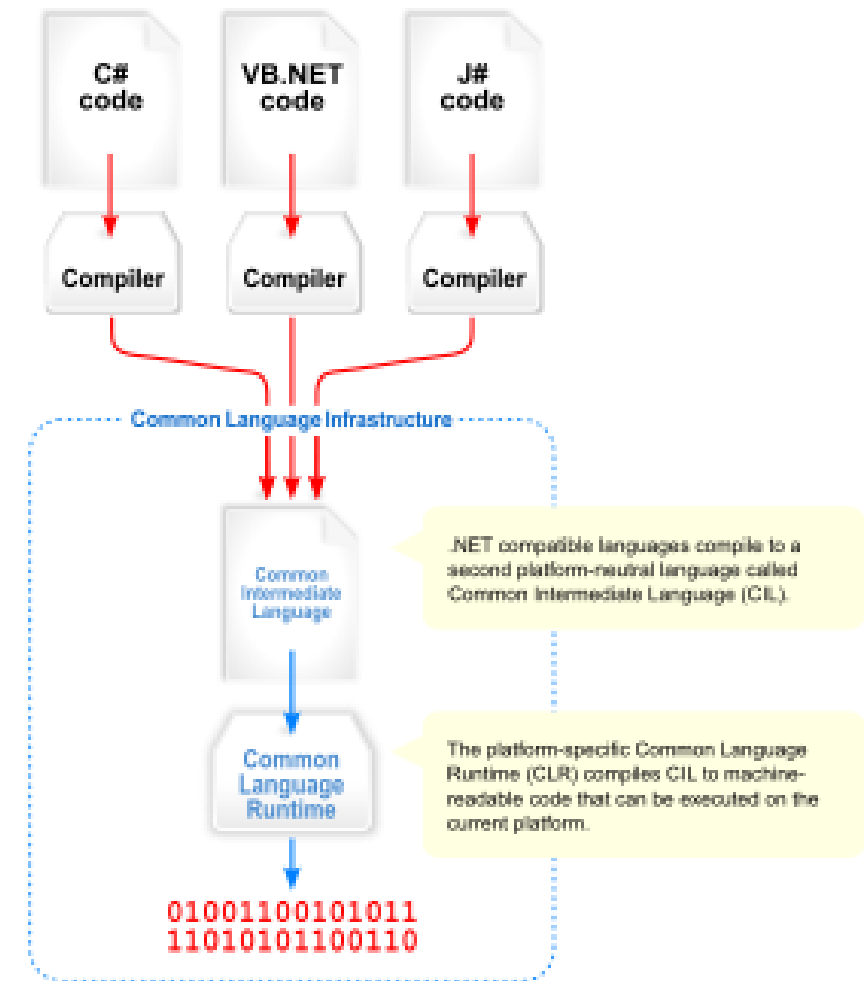 C#
code
VB.NET
code
J#
code
Compiler
Compiler
Compiler
Common Language Infrastructure
Common
Intermediate
Language
.NET compatible languages compile to a
second platform-neutral language called
Common Intermediate Language (CIL).
Common
Language
Runtime
The platform-specific Common Language
Runtime (CLR) compiles CIL to machine-
readable code that can be executed on the
current platform.
01001100101011
11010101100110